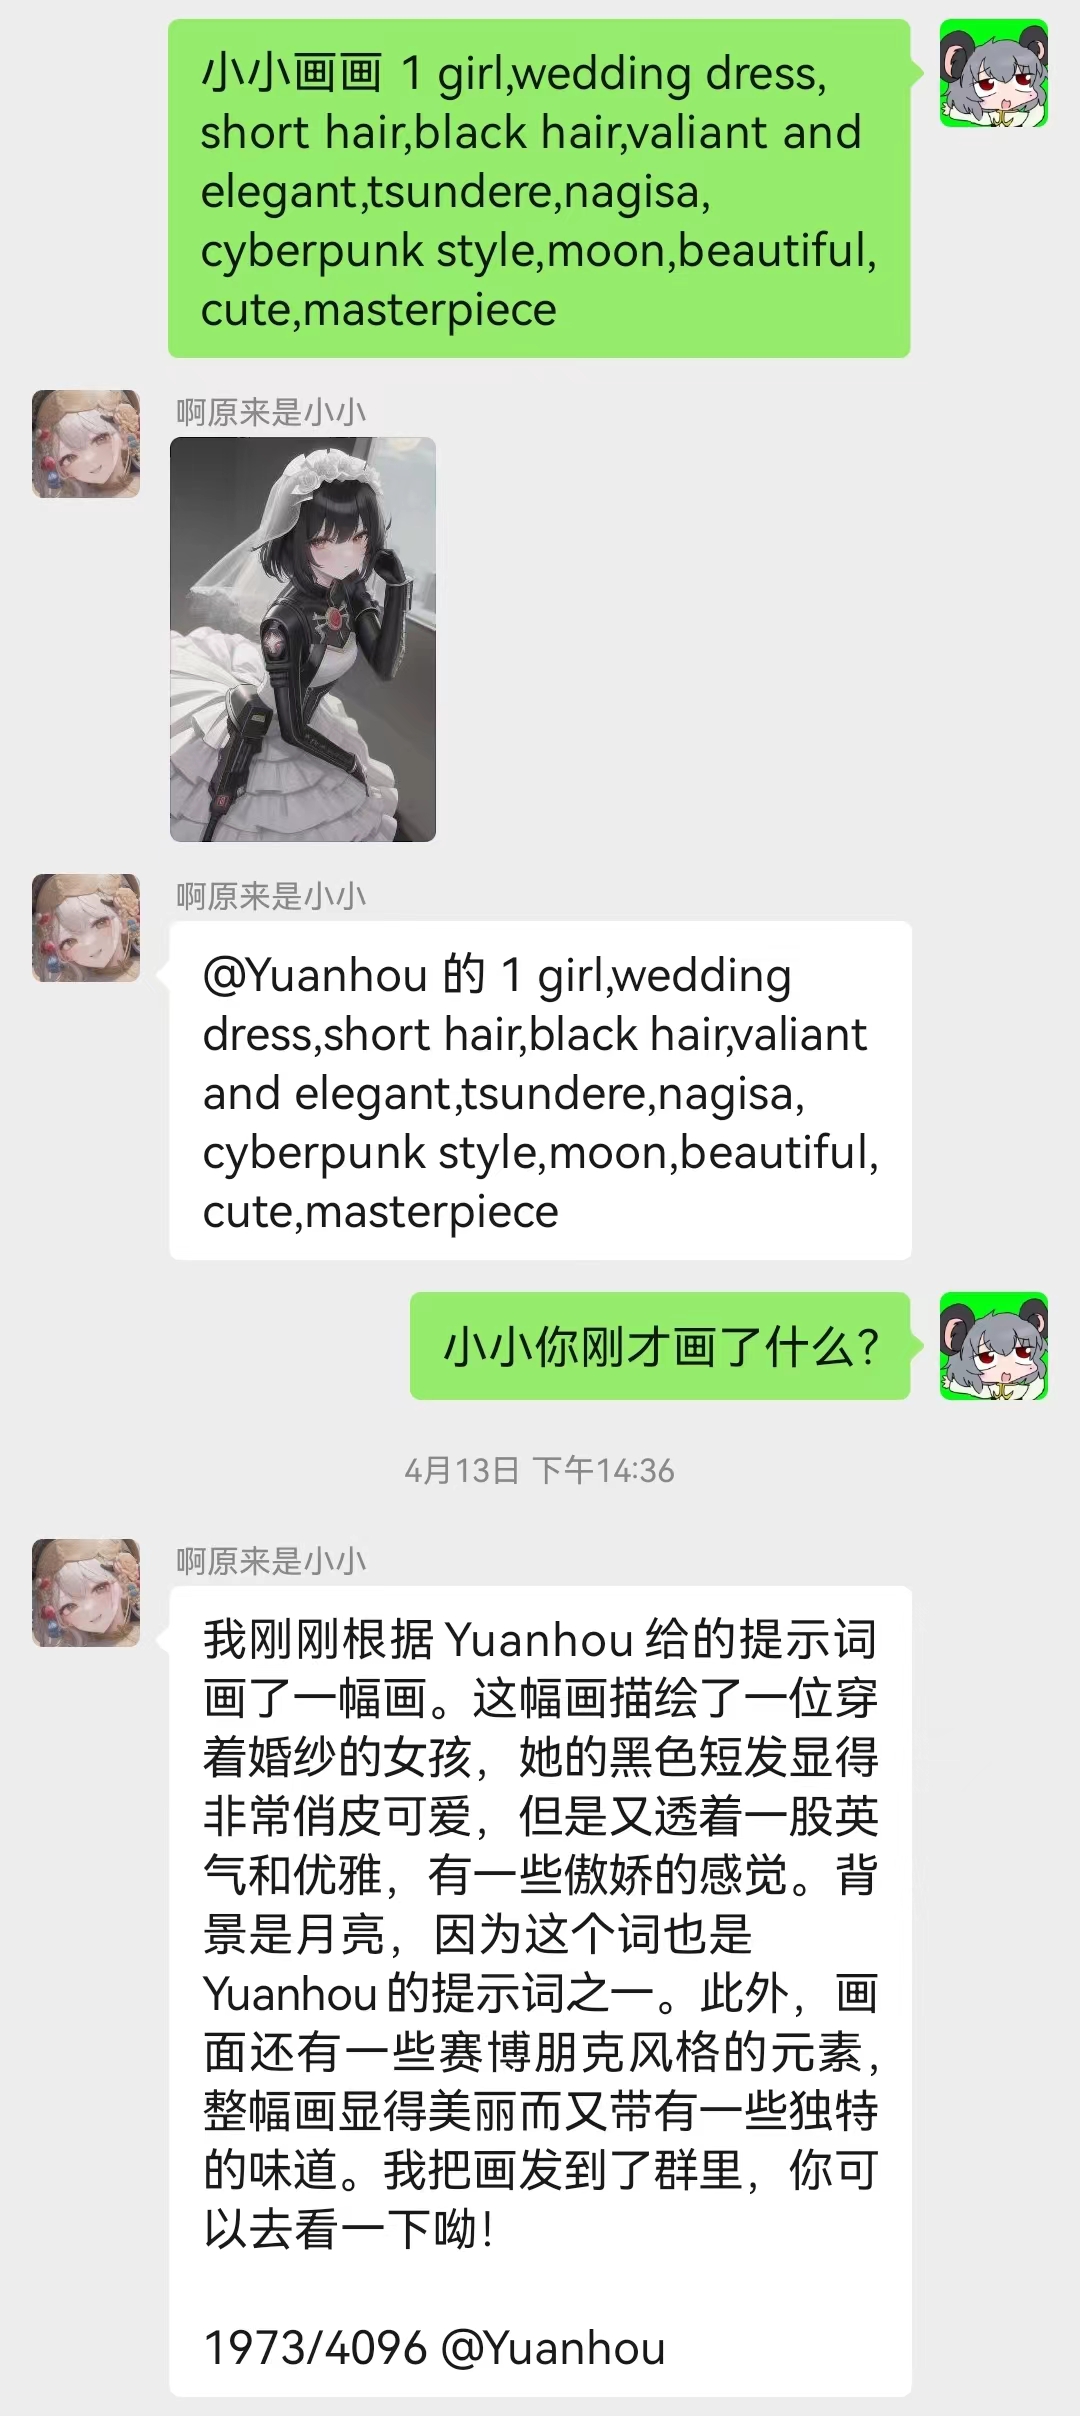 小小画画 1 girl,wedding dress,
short hair,black hair,valiant and
elegant,tsundere,nagisa,
cyberpunk style,moon,beautiful,
cute,masterpiece
啊原来是小小
啊原来是小小
@Yuanhou 的 1 girl,wedding
dress,short hair,black hair,valiant
and elegant,tsundere,nagisa,
cyberpunk style,moon,beautiful,
cute,masterpiece
小小你刚才画了什么?
4月13日 下午14:36
啊原来是小小
我刚刚根据 Yuanhou 给的提示词
画了一幅画。这幅画描绘了一位穿
着婚纱的女孩，她的黑色短发显得
非常俏皮可爱，但是又透着一股英
气和优雅，有一些傲娇的感觉。背
景是月亮，因为这个词也是
Yuanhou 的提示词之一。此外，画
面还有一些赛博朋克风格的元素，
整幅画显得美丽而又带有一些独特
的味道。我把画发到了群里，你可
以去看一下呦！
1973/4096 @Yuanhou